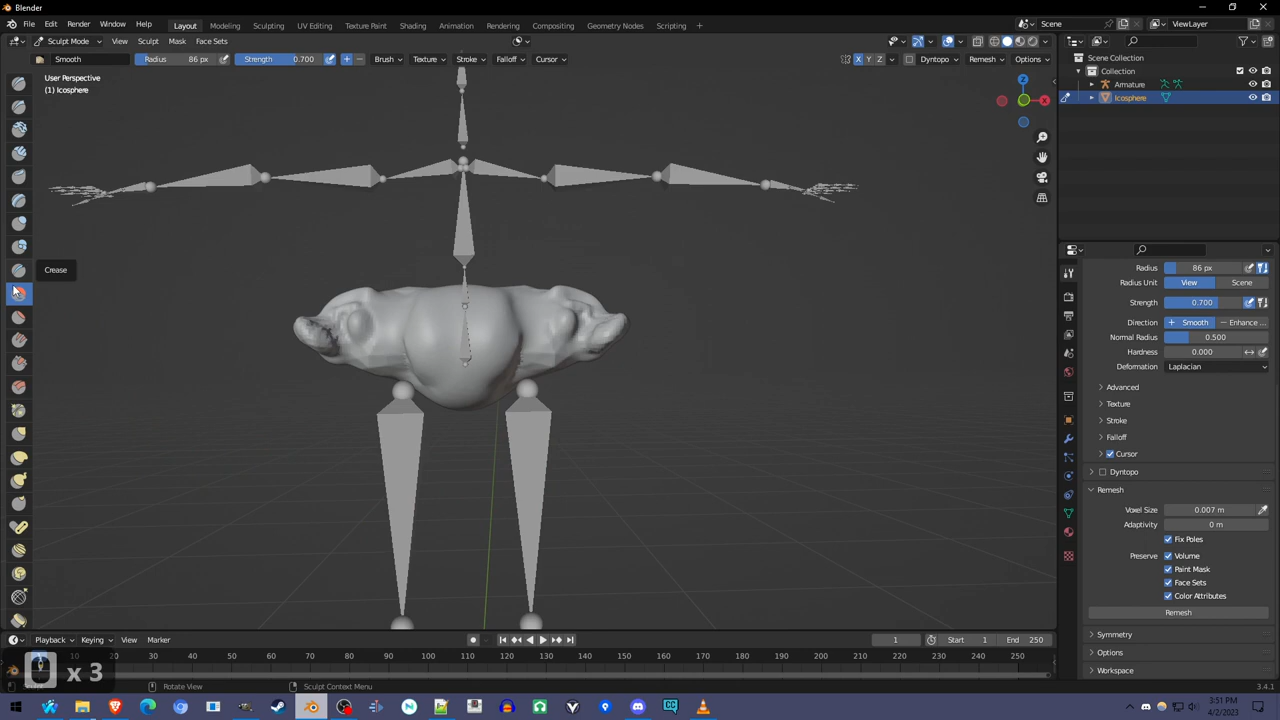 Blender
File Edit Render Window Help Layout Modeling Sculpting UV Editing Texture Paint Shading Animation Rendering Compositing Geometry Nodes Scripting + Scene ViewLayer
Sculpt Mode View Sculpt Mask Face Sets
Smooth Radius 86 px Strength 0.700 + − Brush Texture Stroke Falloff Cursor X Y Z Dyntopo Remesh Options
User Perspective
(1) Icosphere
Z
X
Crease
Scene Collection
Collection
Armature
Icosphere
Radius 86 px
Radius Unit View Scene
Strength 0.700
Direction + Smooth − Enhance ...
Normal Radius 0.500
Hardness 0.000
Deformation Laplacian
Advanced
Texture
Stroke
Falloff
Cursor
Dyntopo
Remesh
Voxel Size 0.007 m
Adaptivity 0 m
Fix Poles
Preserve Volume
Paint Mask
Face Sets
Color Attributes
Remesh
Symmetry
Options
Workspace
Playback Keying View Marker 1 Start 1 End 250
10 20 30 40 50 60 70 80 90 100 110 120 130 140 150 160 170 180 190 200 210 220 230 240 250
x 3
Rotate View Sculpt Context Menu 3.4.1
3:51 PM
4/2/2023